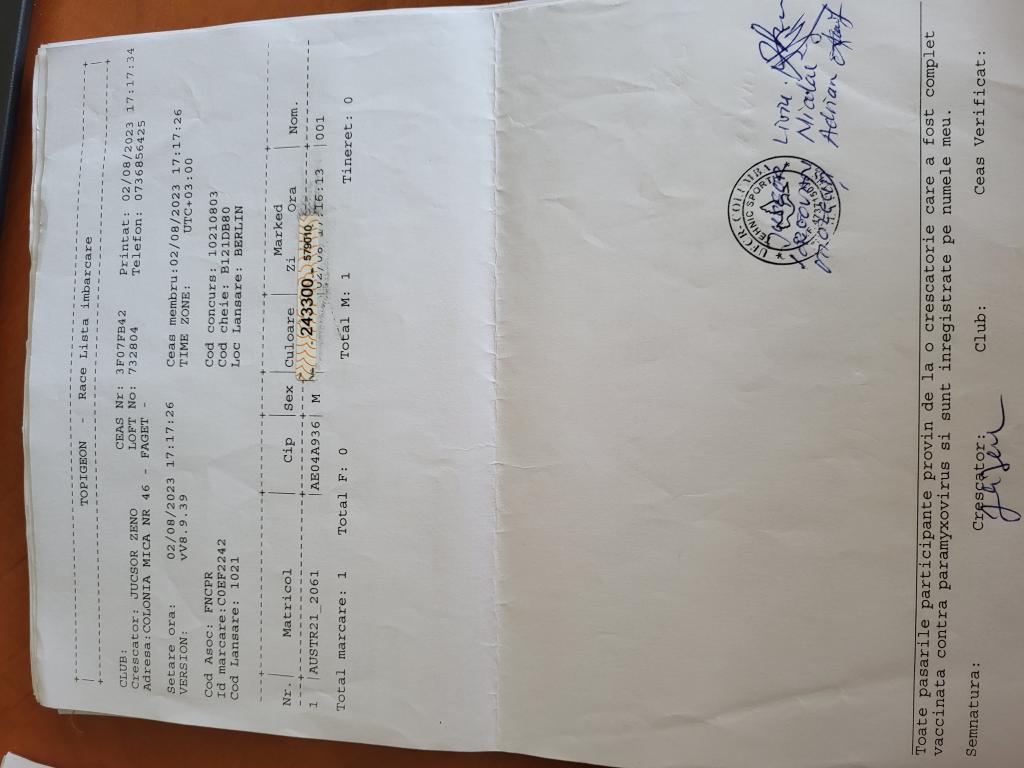 TOPIGEON - Race Lista imbarcare
CLUB: CEAS Nr: 3F07FB42 Printat: 02/08/2023 17:17:34
Crescator: JUCSOR ZENO LOFT No: 732804 Telefon: 0736856425
Adresa:COLONIA MICA NR 46 - FAGET -
Setare ora: 02/08/2023 17:17:26 Ceas membru:02/08/2023 17:17:26
VERSION: vV8.9.39 TIME ZONE: UTC+03:00
Cod Asoc: FNCPR Cod concurs: 10210803
Id marcare:C0EF2242 Cod cheie: B121DB80
Cod Lansare: 1021 Loc Lansare: BERLIN
Marked
Nr.| Matricol | Cip |Sex |Culoare | Zi Ora | Nom.
243300 579010
1 |AUSTR21_2061 |AE04A936| M 16:13 |001
Total marcare: 1 Total F: 0 Total M: 1 Tineret: 0
Liviu
Nicolae
Adrian
Toate pasarile participante provin de la o crescatorie care a fost complet
vaccinata contra paramyxovirus si sunt inregistrate pe numele meu.
Semnatura: Crescator: Club: Ceas Verificat: